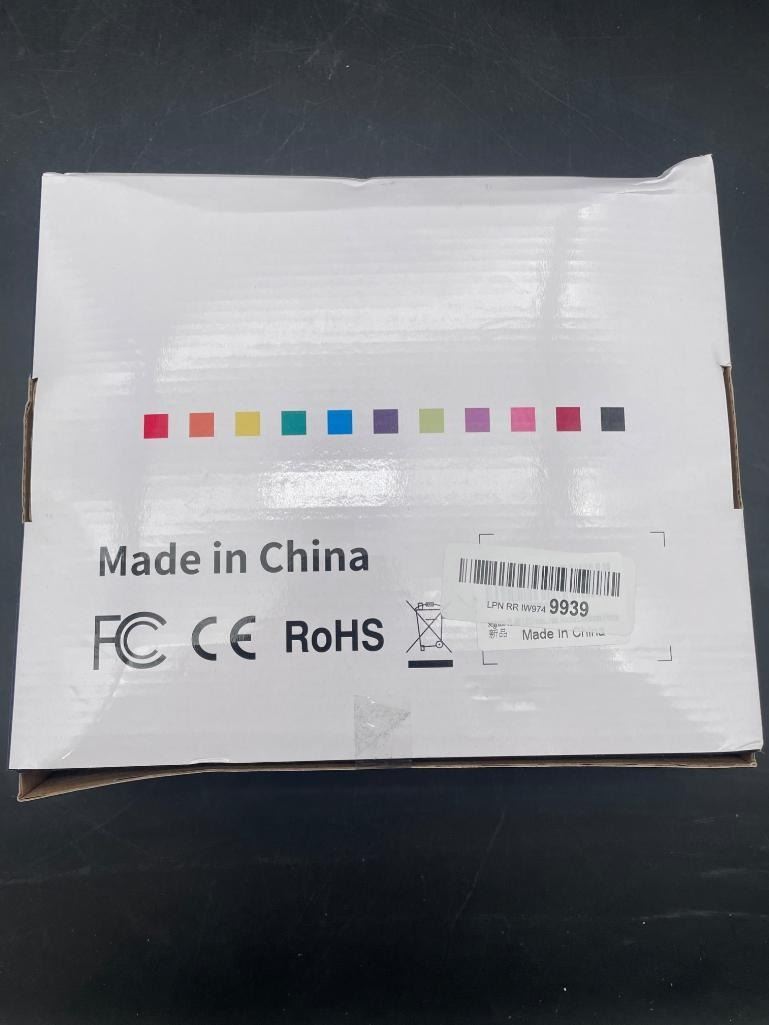 Made in China
FC CE RoHS
LPN RR IW974 9939
新品 Made in China